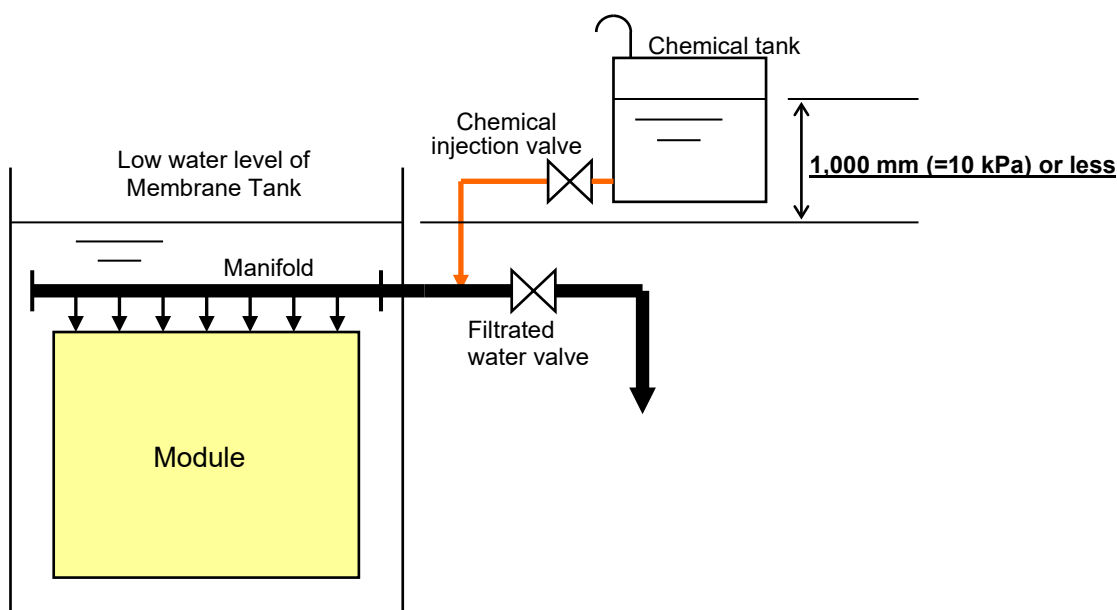 Chemical tank
Chemical
injection valve
Low water level of
Membrane Tank
1,000 mm (=10 kPa) or less
Manifold
Filtrated
water valve
Module